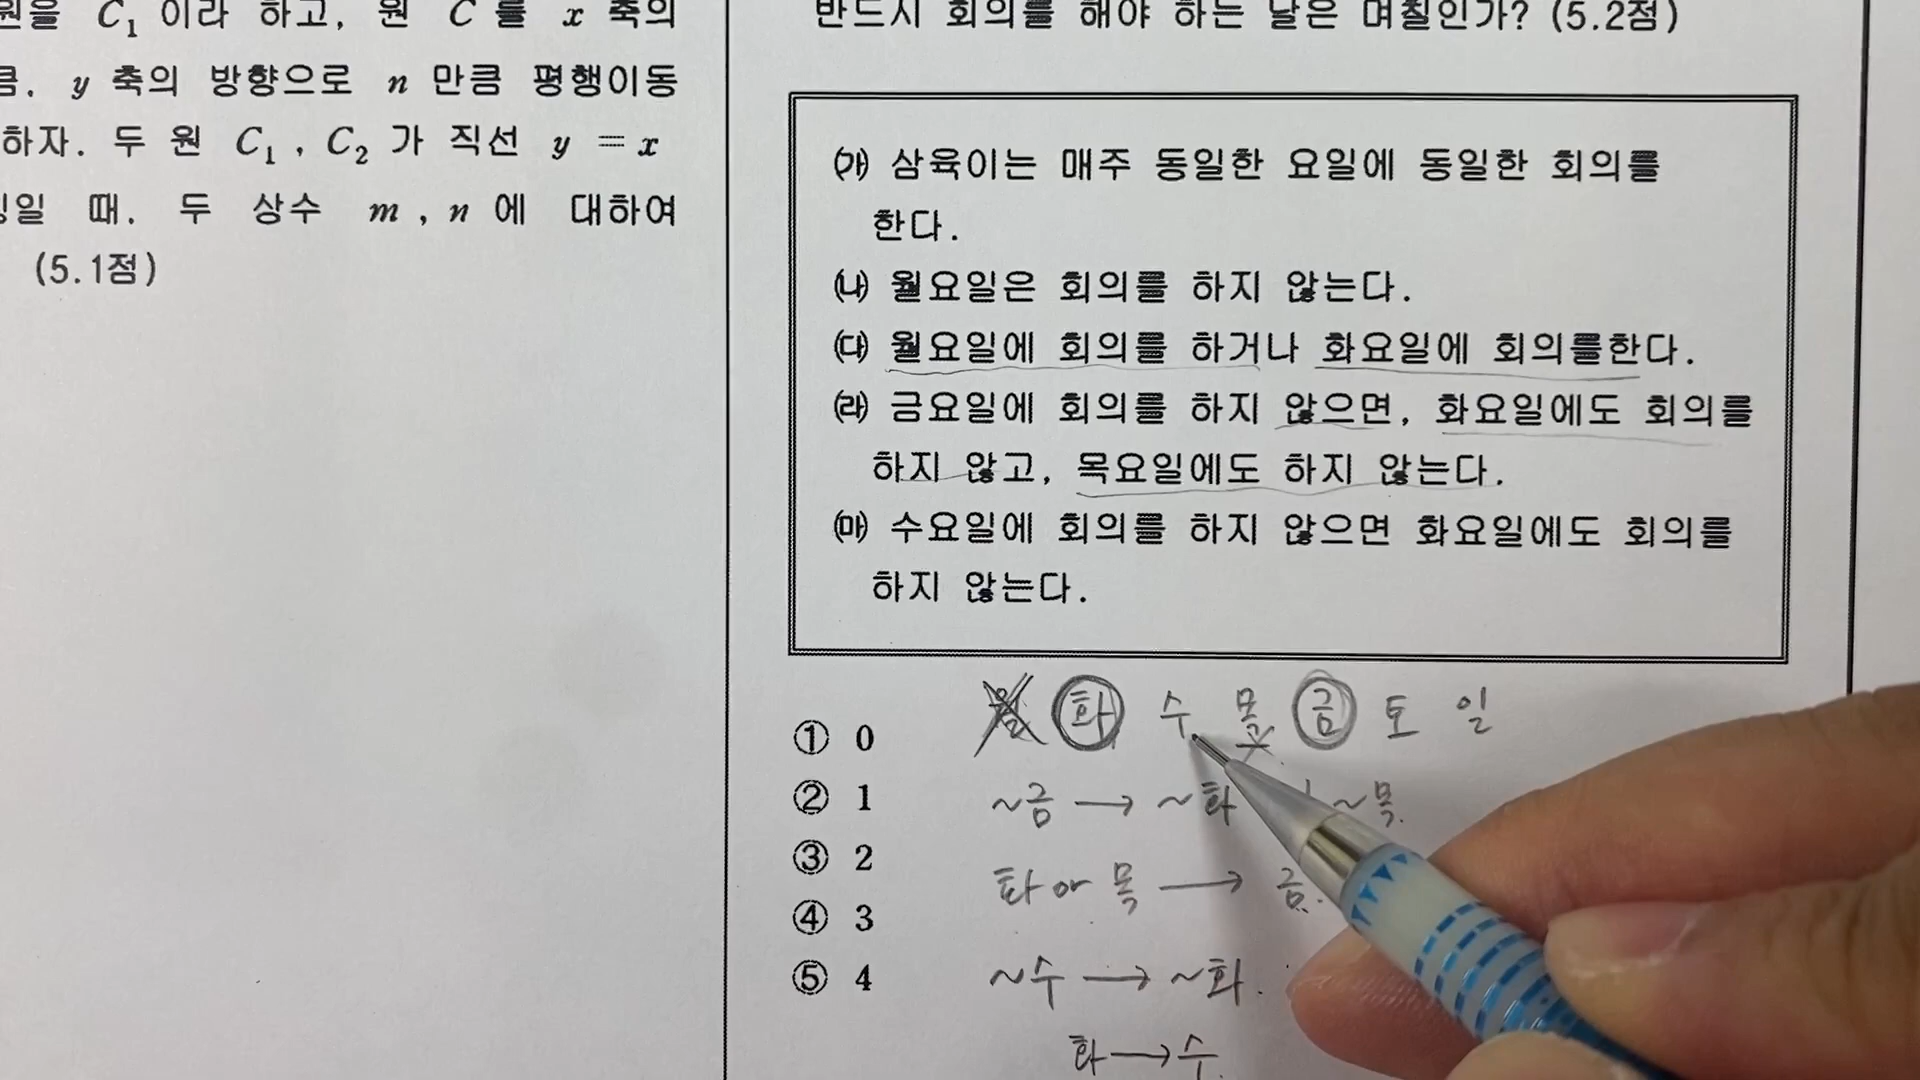 원을 C₁ 이라 하고, 원 C 를 x 축의
큼. y 축의 방향으로 n 만큼 평행이동
하자. 두 원 C₁, C₂ 가 직선 y = x
일 때. 두 상수 m, n 에 대하여
(5.1점)
반드시 회의를 해야 하는 날은 며칠인가? (5.2점)
㈎ 삼육이는 매주 동일한 요일에 동일한 회의를
한다.
㈏ 월요일은 회의를 하지 않는다.
㈐ 월요일에 회의를 하거나 화요일에 회의를한다.
㈑ 금요일에 회의를 하지 않으면, 화요일에도 회의를
하지 않고, 목요일에도 하지 않는다.
㈒ 수요일에 회의를 하지 않으면 화요일에도 회의를
하지 않는다.
월 화 수 목 금 토 일
① 0
② 1
③ 2
④ 3
⑤ 4
~금 → ~화 ~목.
화 or 목 → 금.
~수 → ~화.
화 → 수.